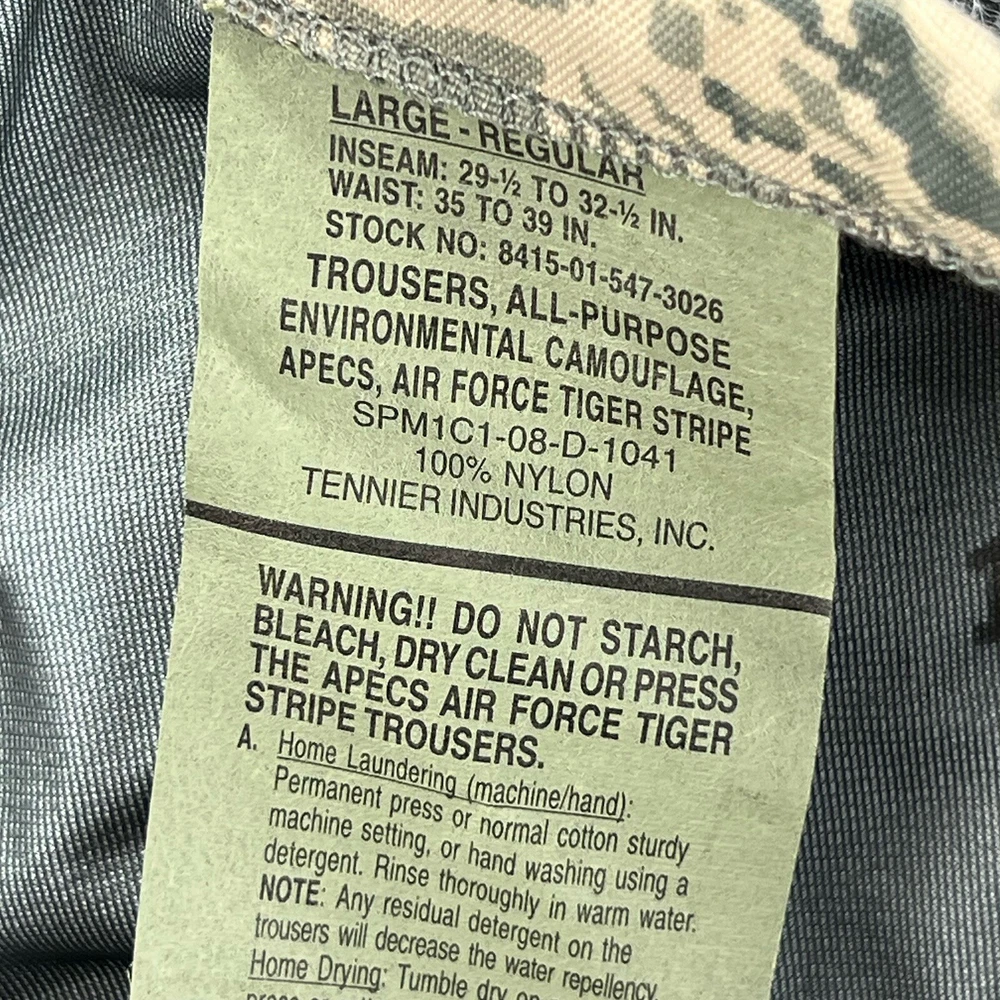 LARGE - REGULAR
INSEAM: 29-½ TO 32-½ IN.
WAIST: 35 TO 39 IN.
STOCK NO: 8415-01-547-3026
TROUSERS, ALL-PURPOSE
ENVIRONMENTAL CAMOUFLAGE,
APECS, AIR FORCE TIGER STRIPE
SPM1C1-08-D-1041
100% NYLON
TENNIER INDUSTRIES, INC.
WARNING!! DO NOT STARCH,
BLEACH, DRY CLEAN OR PRESS
THE APECS AIR FORCE TIGER
STRIPE TROUSERS.
A. Home Laundering (machine/hand):
Permanent press or normal cotton sturdy
machine setting, or hand washing using a
detergent. Rinse thoroughly in warm water.
NOTE: Any residual detergent on the
trousers will decrease the water repellency.
Home Drying: Tumble dry on